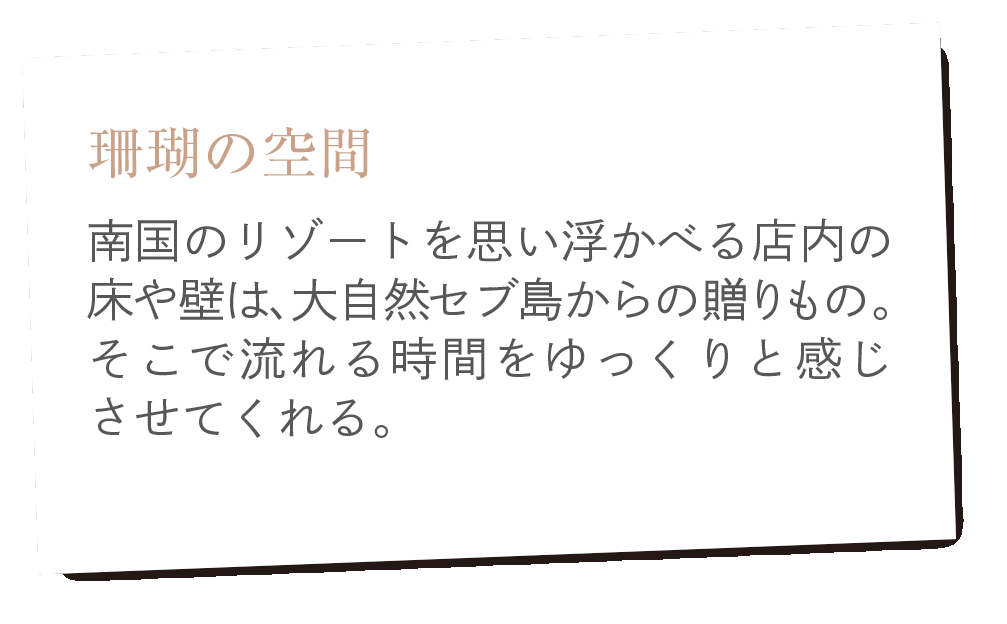 珊瑚の空間
南国のリゾートを思い浮かべる店内の
床や壁は、大自然セブ島からの贈りもの。
そこで流れる時間をゆっくりと感じ
させてくれる。